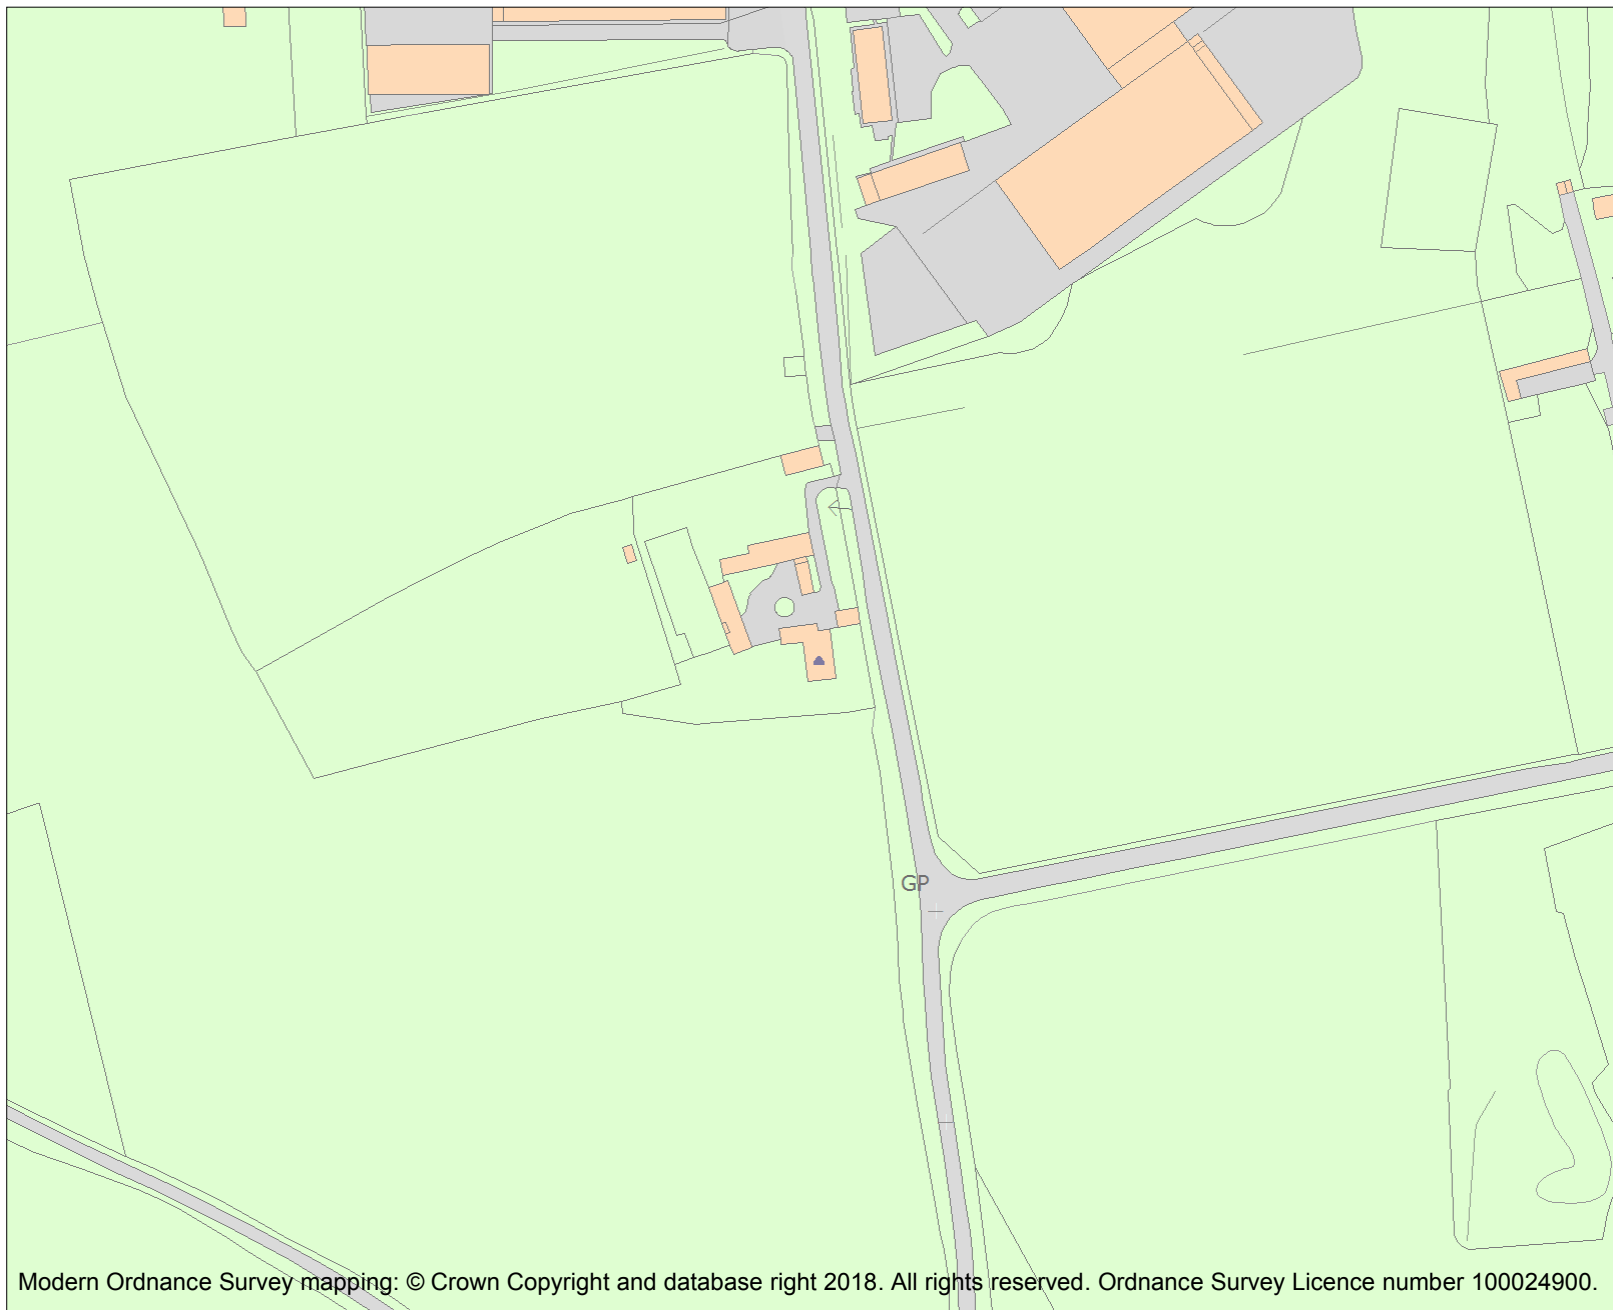 GP
Modern Ordnance Survey mapping: © Crown Copyright and database right 2018. All rights reserved. Ordnance Survey Licence number 100024900.